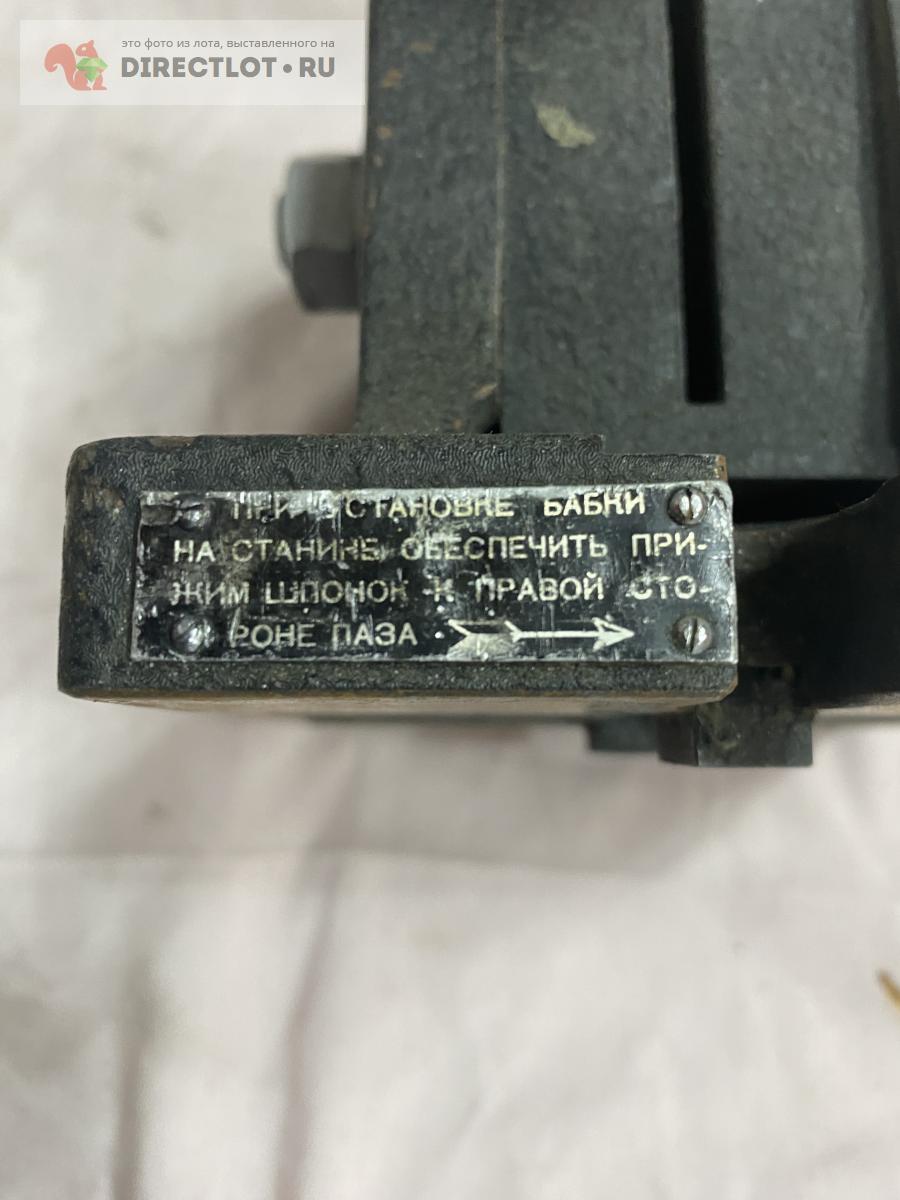 это фото из лота, выставленного на
DIRECTLOT•RU
ПРИ УСТАНОВКЕ БАБКИ
НА СТАНИНЕ ОБЕСПЕЧИТЬ ПРИ-
ЖИМ ШПОНОК К ПРАВОЙ СТО-
РОНЕ ПАЗА